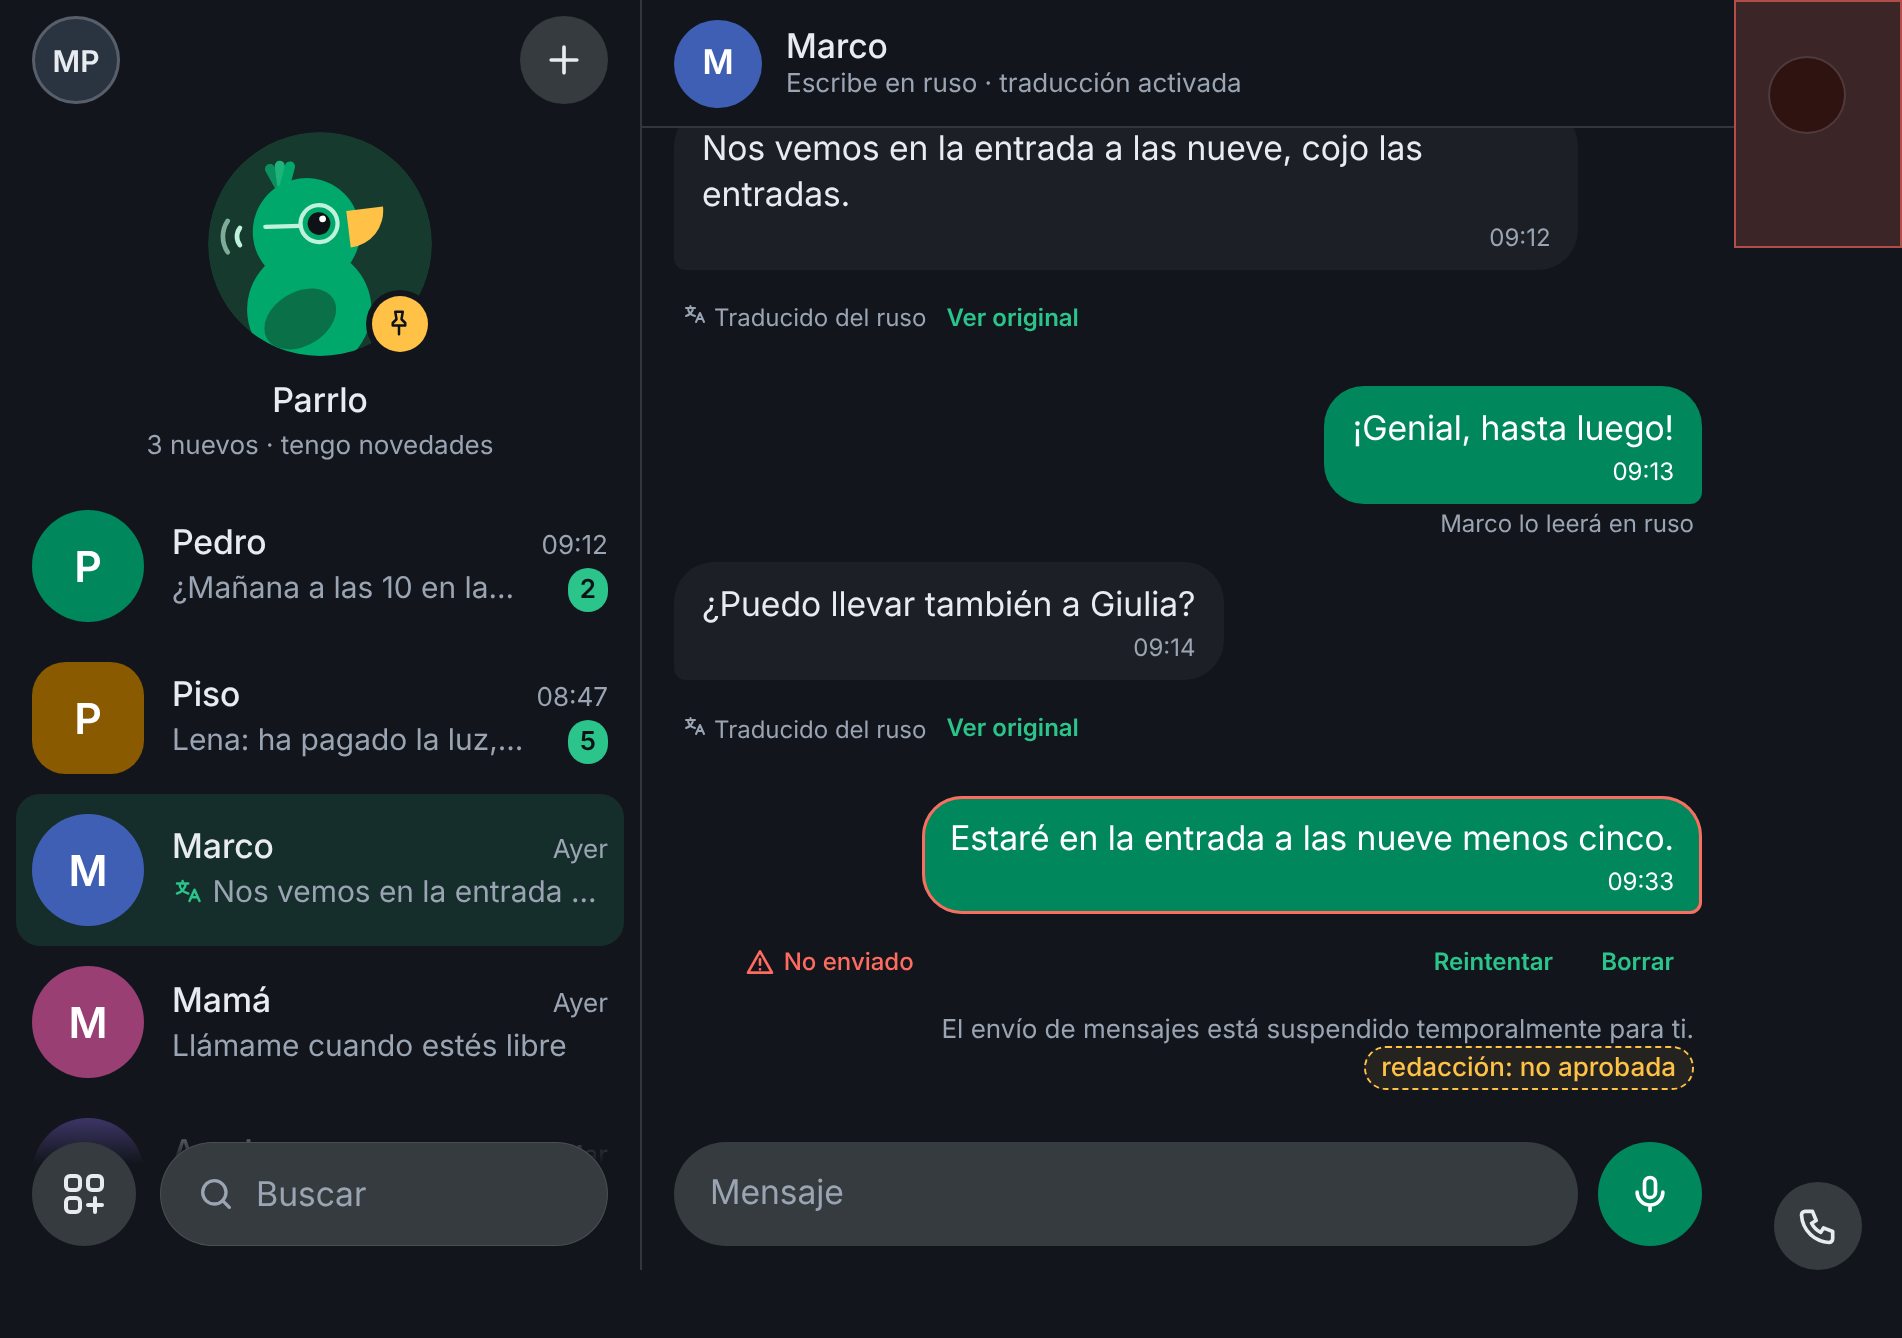 MP
Parrlo
3 nuevos · tengo novedades
P
Pedro
09:12
¿Mañana a las 10 en la...
2
P
Piso
08:47
Lena: ha pagado la luz,...
5
M
Marco
Ayer
Nos vemos en la entrada ...
M
Mamá
Ayer
Llámame cuando estés libre
Buscar
M
Marco
Escribe en ruso · traducción activada
Nos vemos en la entrada a las nueve, cojo las
entradas.
09:12
Traducido del ruso Ver original
¡Genial, hasta luego!
09:13
Marco lo leerá en ruso
¿Puedo llevar también a Giulia?
09:14
Traducido del ruso Ver original
Estaré en la entrada a las nueve menos cinco.
09:33
No enviado
Reintentar Borrar
El envío de mensajes está suspendido temporalmente para ti.
redacción: no aprobada
Mensaje